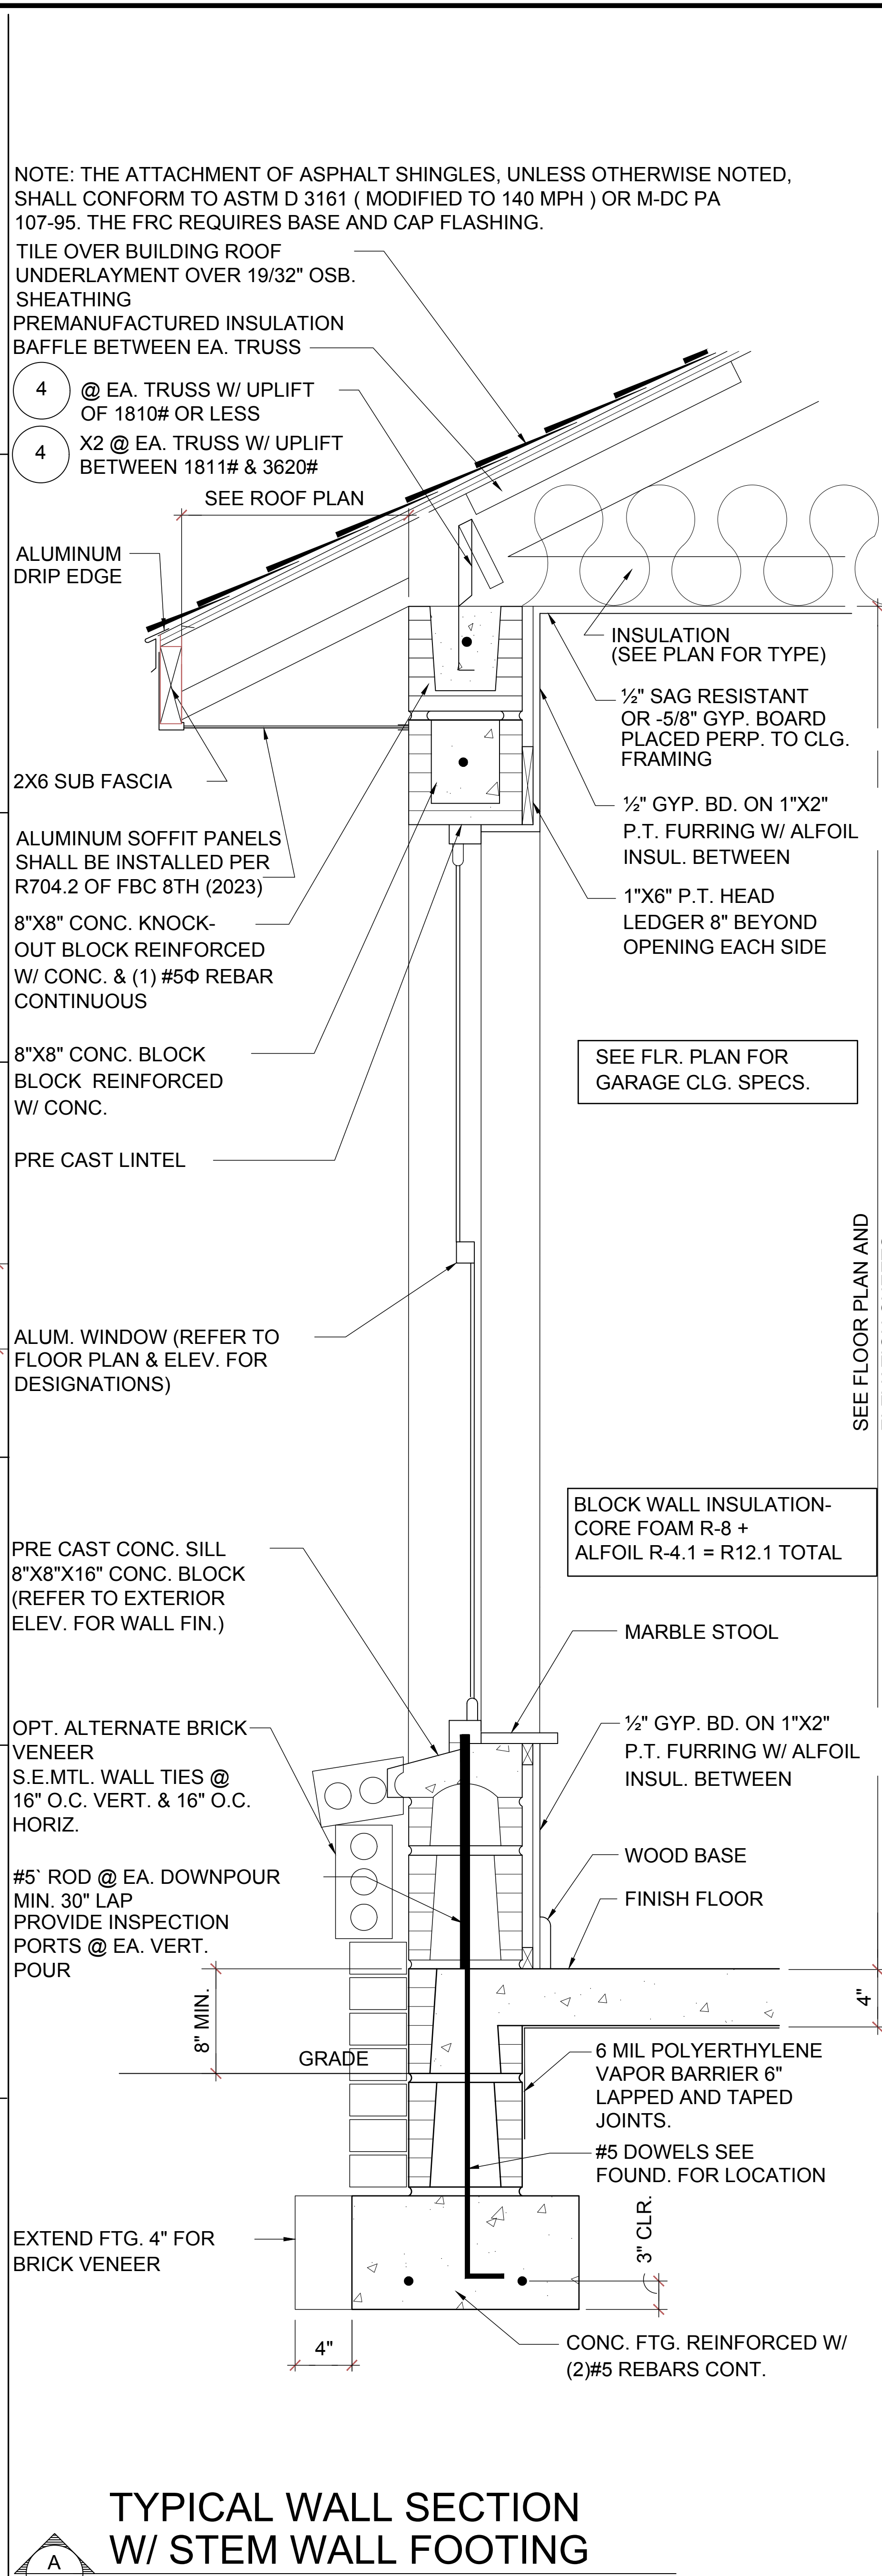 NOTE: THE ATTACHMENT OF ASPHALT SHINGLES, UNLESS OTHERWISE NOTED,
SHALL CONFORM TO ASTM D 3161 ( MODIFIED TO 140 MPH ) OR M-DC PA
107-95. THE FRC REQUIRES BASE AND CAP FLASHING.
TILE OVER BUILDING ROOF
UNDERLAYMENT OVER 19/32" OSB.
SHEATHING
PREMANUFACTURED INSULATION
BAFFLE BETWEEN EA. TRUSS
4
@ EA. TRUSS W/ UPLIFT
OF 1810# OR LESS
4
X2 @ EA. TRUSS W/ UPLIFT
BETWEEN 1811# & 3620#
SEE ROOF PLAN
ALUMINUM
DRIP EDGE
INSULATION
(SEE PLAN FOR TYPE)
½" SAG RESISTANT
OR -5/8" GYP. BOARD
PLACED PERP. TO CLG.
FRAMING
2X6 SUB FASCIA
½" GYP. BD. ON 1"X2"
P.T. FURRING W/ ALFOIL
INSUL. BETWEEN
ALUMINUM SOFFIT PANELS
SHALL BE INSTALLED PER
R704.2 OF FBC 8TH (2023)
1"X6" P.T. HEAD
LEDGER 8" BEYOND
OPENING EACH SIDE
8"X8" CONC. KNOCK-
OUT BLOCK REINFORCED
W/ CONC. & (1) #5Φ REBAR
CONTINUOUS
8"X8" CONC. BLOCK
BLOCK REINFORCED
W/ CONC.
SEE FLR. PLAN FOR
GARAGE CLG. SPECS.
PRE CAST LINTEL
SEE FLOOR PLAN AND
ALUM. WINDOW (REFER TO
FLOOR PLAN & ELEV. FOR
DESIGNATIONS)
BLOCK WALL INSULATION-
CORE FOAM R-8 +
ALFOIL R-4.1 = R12.1 TOTAL
PRE CAST CONC. SILL
8"X8"X16" CONC. BLOCK
(REFER TO EXTERIOR
ELEV. FOR WALL FIN.)
MARBLE STOOL
OPT. ALTERNATE BRICK
VENEER
S.E.MTL. WALL TIES @
16" O.C. VERT. & 16" O.C.
HORIZ.
½" GYP. BD. ON 1"X2"
P.T. FURRING W/ ALFOIL
INSUL. BETWEEN
WOOD BASE
#5` ROD @ EA. DOWNPOUR
MIN. 30" LAP
PROVIDE INSPECTION
PORTS @ EA. VERT.
POUR
FINISH FLOOR
8" MIN.
4"
GRADE
6 MIL POLYERTHYLENE
VAPOR BARRIER 6"
LAPPED AND TAPED
JOINTS.
#5 DOWELS SEE
FOUND. FOR LOCATION
3" CLR.
EXTEND FTG. 4" FOR
BRICK VENEER
4"
CONC. FTG. REINFORCED W/
(2)#5 REBARS CONT.
TYPICAL WALL SECTION
W/ STEM WALL FOOTING
A